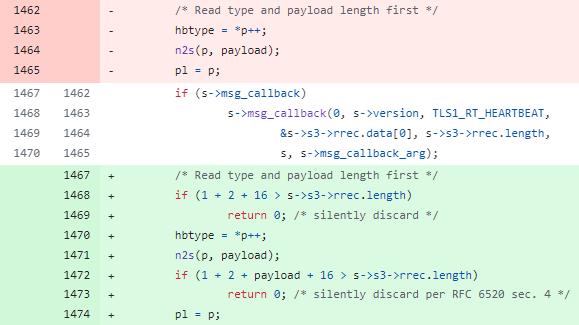 1462 - /* Read type and payload length first */
1463 - hbtype = *p++;
1464 - n2s(p, payload);
1465 - pl = p;
1467 1462 if (s->msg_callback)
1468 1463 s->msg_callback(0, s->version, TLS1_RT_HEARTBEAT,
1469 1464 &s->s3->rrec.data[0], s->s3->rrec.length,
1470 1465 s, s->msg_callback_arg);
1467 + /* Read type and payload length first */
1468 + if (1 + 2 + 16 > s->s3->rrec.length)
1469 + return 0; /* silently discard */
1470 + hbtype = *p++;
1471 + n2s(p, payload);
1472 + if (1 + 2 + payload + 16 > s->s3->rrec.length)
1473 + return 0; /* silently discard per RFC 6520 sec. 4 */
1474 + pl = p;